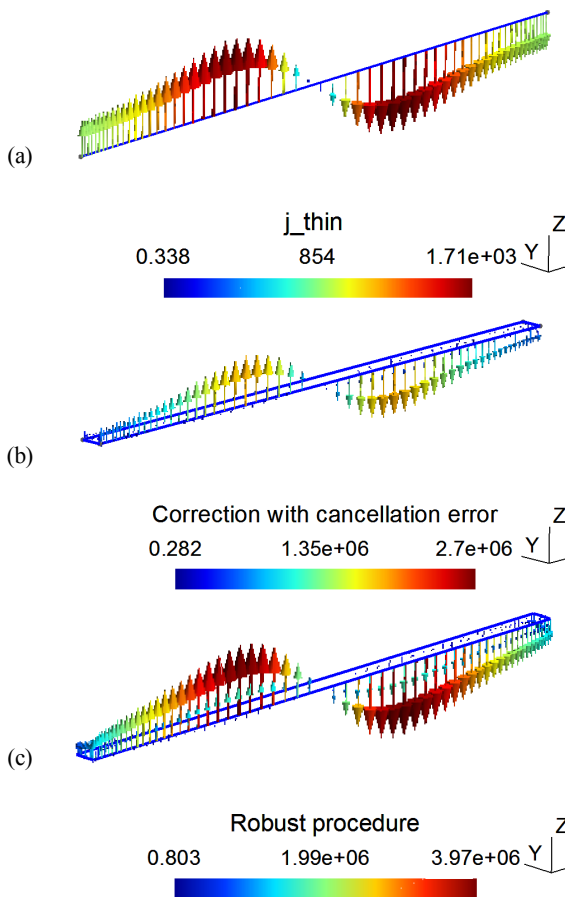 (a)
j_thin
0.338 854 1.71e+03
Z
Y
(b)
Correction with cancellation error
0.282 1.35e+06 2.7e+06
Z
Y
(c)
Robust procedure
0.803 1.99e+06 3.97e+06
Z
Y